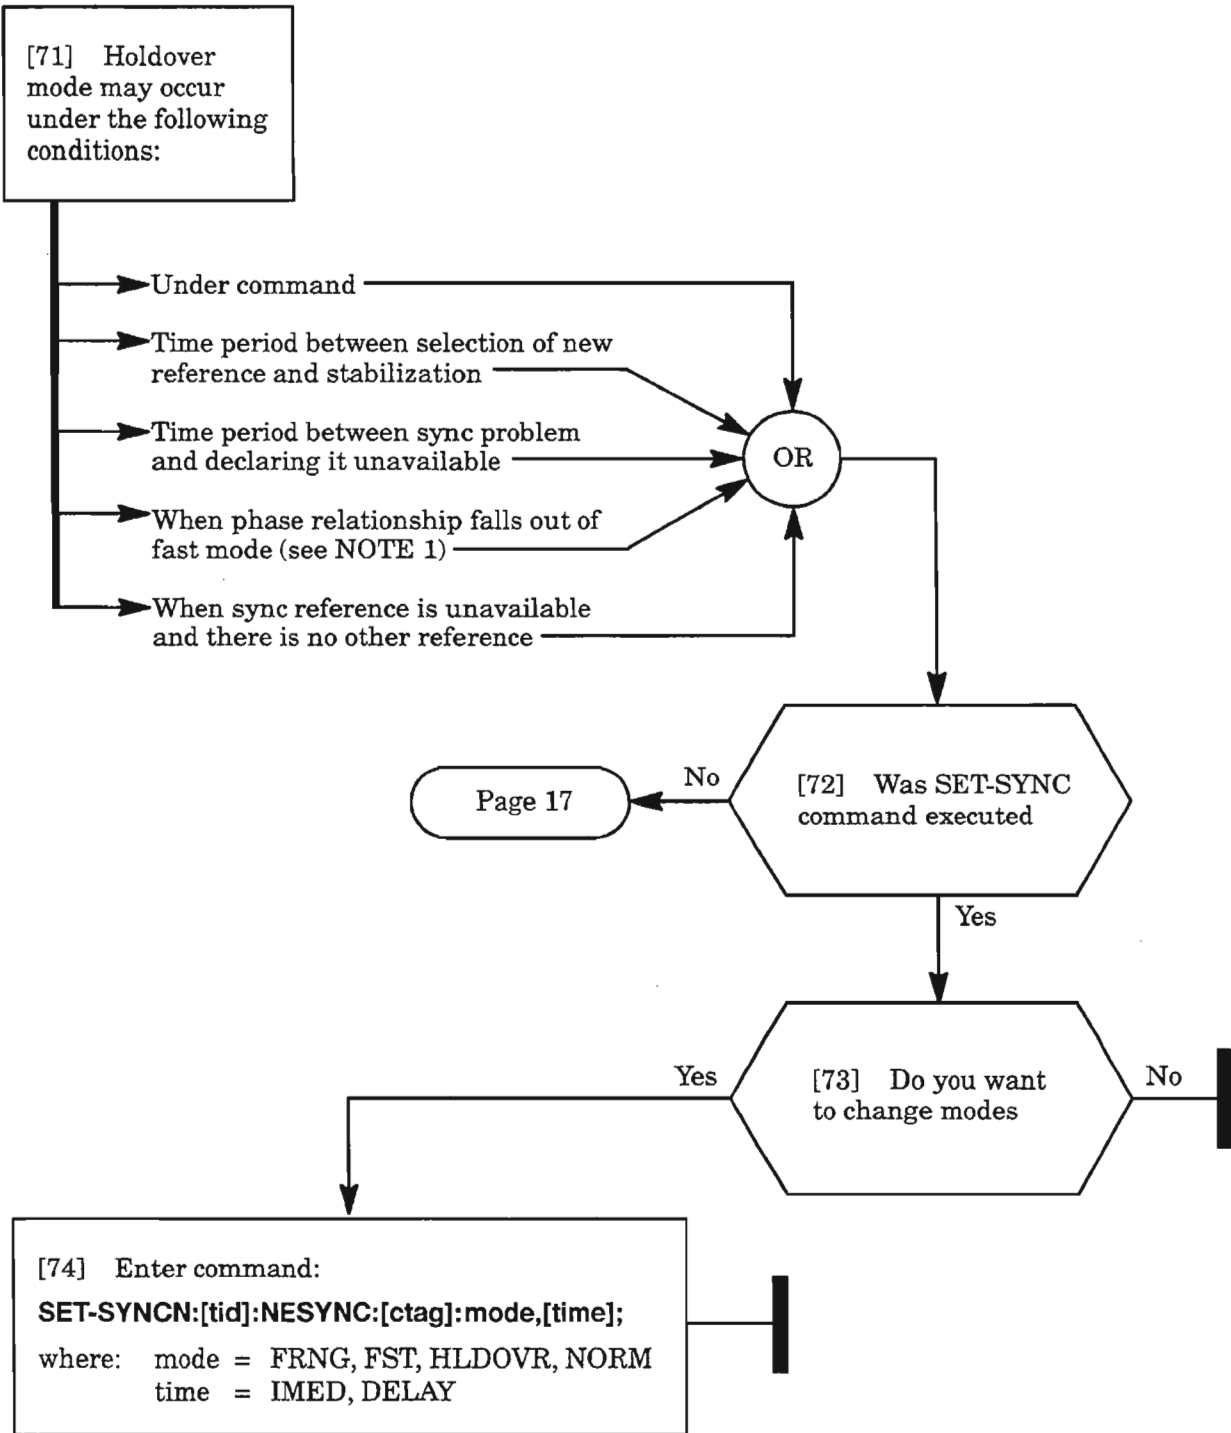 [71] Holdover
mode may occur
under the following
conditions:
Under command
Time period between selection of new
reference and stabilization
Time period between sync problem
and declaring it unavailable
OR
When phase relationship falls out of
fast mode (see NOTE 1)
When sync reference is unavailable
and there is no other reference
[72] Was SET-SYNC
command executed
No
Page 17
Yes
[73] Do you want
to change modes
Yes
No
[74] Enter command:
SET-SYNCN:[tid]:NESYNC:[ctag]:mode,[time];
where: mode = FRNG, FST, HLDOVR, NORM
time = IMED, DELAY